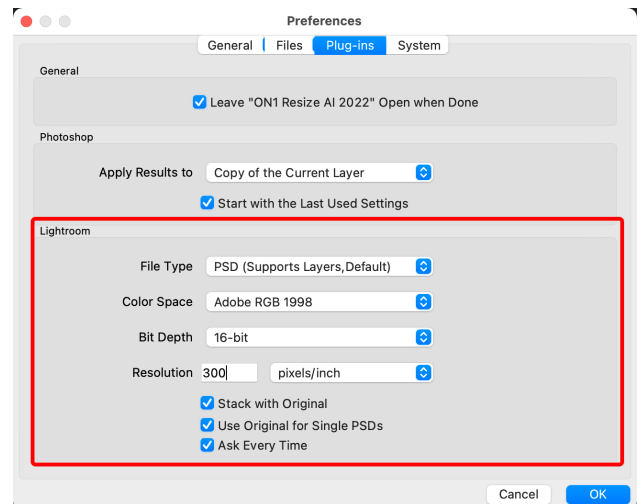 Preferences
General Files Plug-ins System
General
Leave "ON1 Resize AI 2022" Open when Done
Photoshop
Apply Results to Copy of the Current Layer
Start with the Last Used Settings
Lightroom
File Type PSD (Supports Layers,Default)
Color Space Adobe RGB 1998
Bit Depth 16-bit
Resolution 300 pixels/inch
Stack with Original
Use Original for Single PSDs
Ask Every Time
Cancel OK